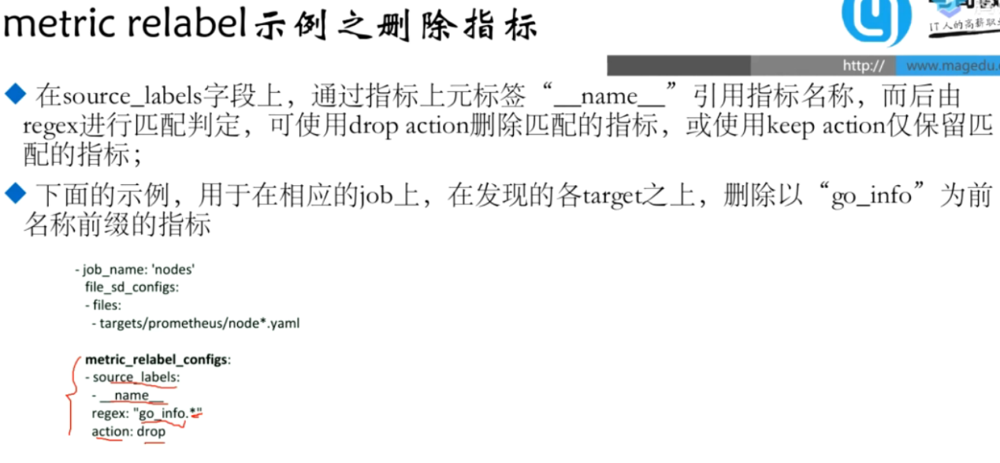 metric relabel示例之删除指标
IT人的高薪职业
http://
www.magedu.
◆ 在source_labels字段上，通过指标上元标签“__name__”引用指标名称，而后由
regex进行匹配判定，可使用drop action删除匹配的指标，或使用keep action仅保留匹
配的指标；
◆ 下面的示例，用于在相应的job上，在发现的各target之上，删除以“go_info”为前
名称前缀的指标
- job_name: 'nodes'
file_sd_configs:
- files:
- targets/prometheus/node*.yaml
metric_relabel_configs:
- source_labels:
- __name__
regex: "go_info.*"
action: drop